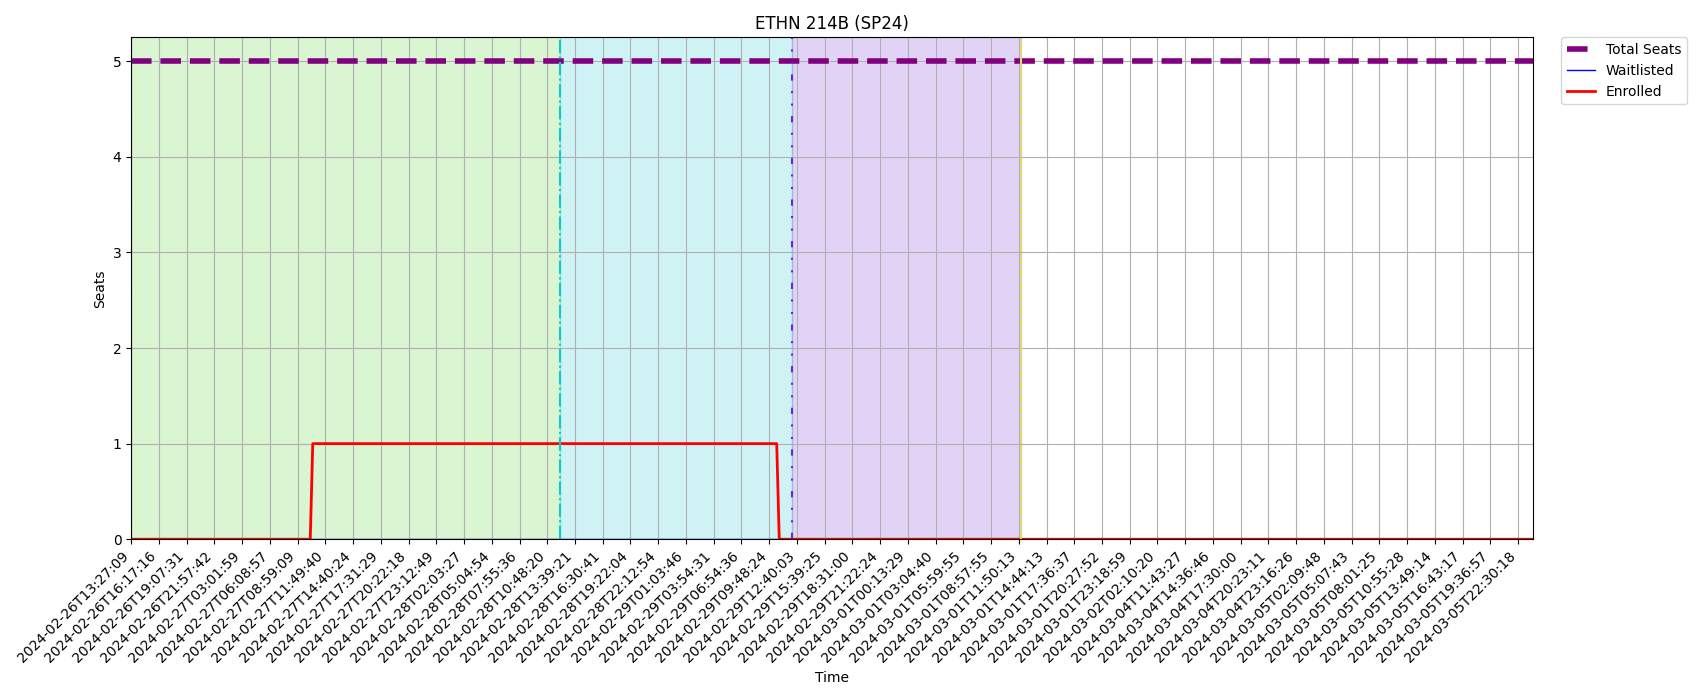 ETHN 214B (SP24)
Total Seats
Waitlisted
Enrolled
Seats
5
4
3
2
1
0
2024-02-26T13:27:09
2024-02-26T16:17:16
2024-02-26T19:07:31
2024-02-26T21:57:42
2024-02-27T03:01:59
2024-02-27T06:08:57
2024-02-27T08:59:09
2024-02-27T11:49:40
2024-02-27T14:40:24
2024-02-27T17:31:29
2024-02-27T20:22:18
2024-02-27T23:12:49
2024-02-28T02:03:27
2024-02-28T05:04:54
2024-02-28T07:55:36
2024-02-28T10:48:20
2024-02-28T13:39:21
2024-02-28T16:30:41
2024-02-28T19:22:04
2024-02-28T22:12:54
2024-02-29T01:03:46
2024-02-29T03:54:31
2024-02-29T06:54:36
2024-02-29T09:48:24
2024-02-29T12:40:03
2024-02-29T15:39:25
2024-02-29T18:31:00
2024-02-29T21:22:24
2024-03-01T00:13:29
2024-03-01T03:04:40
2024-03-01T05:59:55
2024-03-01T08:57:55
2024-03-01T11:50:13
2024-03-01T14:44:13
2024-03-01T17:36:37
2024-03-01T20:27:52
2024-03-01T23:18:59
2024-03-02T02:10:20
2024-03-04T11:43:27
2024-03-04T14:36:46
2024-03-04T17:30:00
2024-03-04T20:23:11
2024-03-04T23:16:26
2024-03-05T02:09:48
2024-03-05T05:07:43
2024-03-05T08:01:25
2024-03-05T10:55:28
2024-03-05T13:49:14
2024-03-05T16:43:17
2024-03-05T19:36:57
2024-03-05T22:30:18
Time